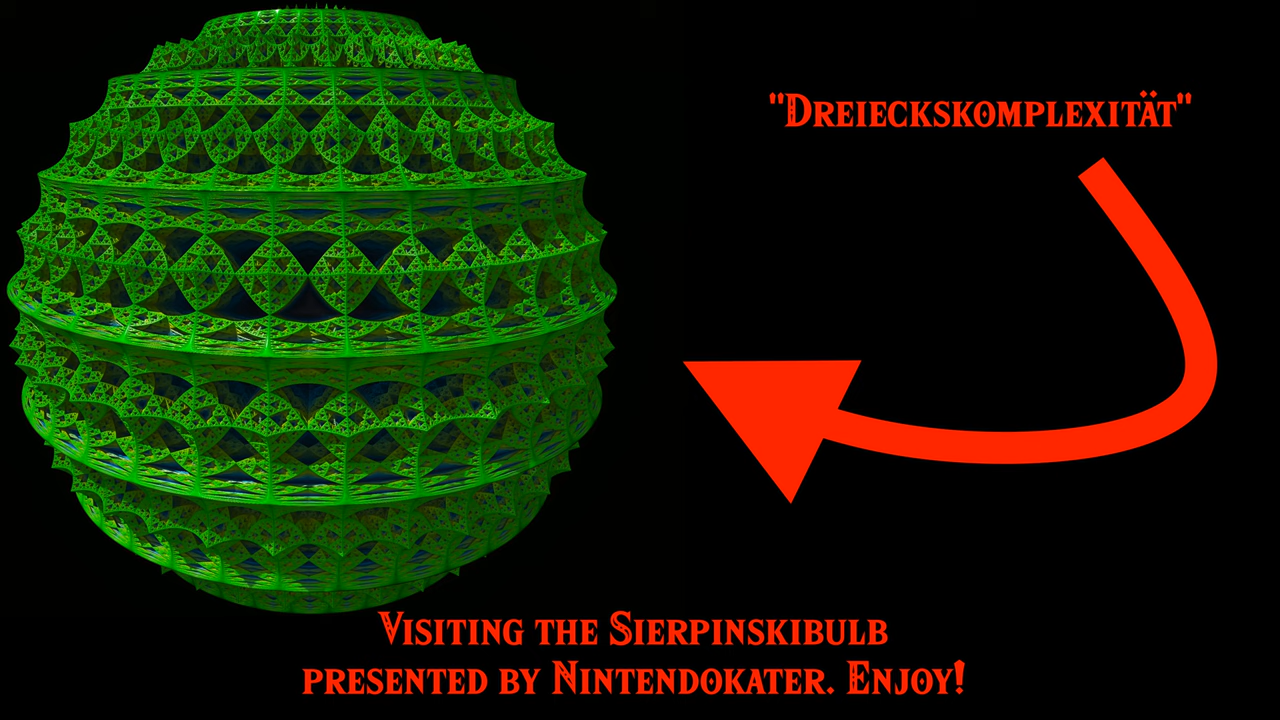 "Dreieckskomplexität"
Visiting the Sierpinskibulb
presented by Nintendokater. Enjoy!